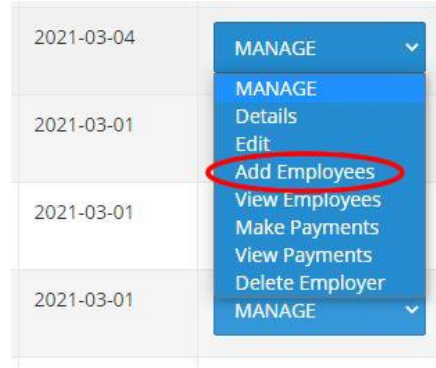 2021-03-04
MANAGE
MANAGE
Details
2021-03-01
Edit
Add Employees
View Employees
2021-03-01
Make Payments
View Payments
Delete Employer
2021-03-01
MANAGE